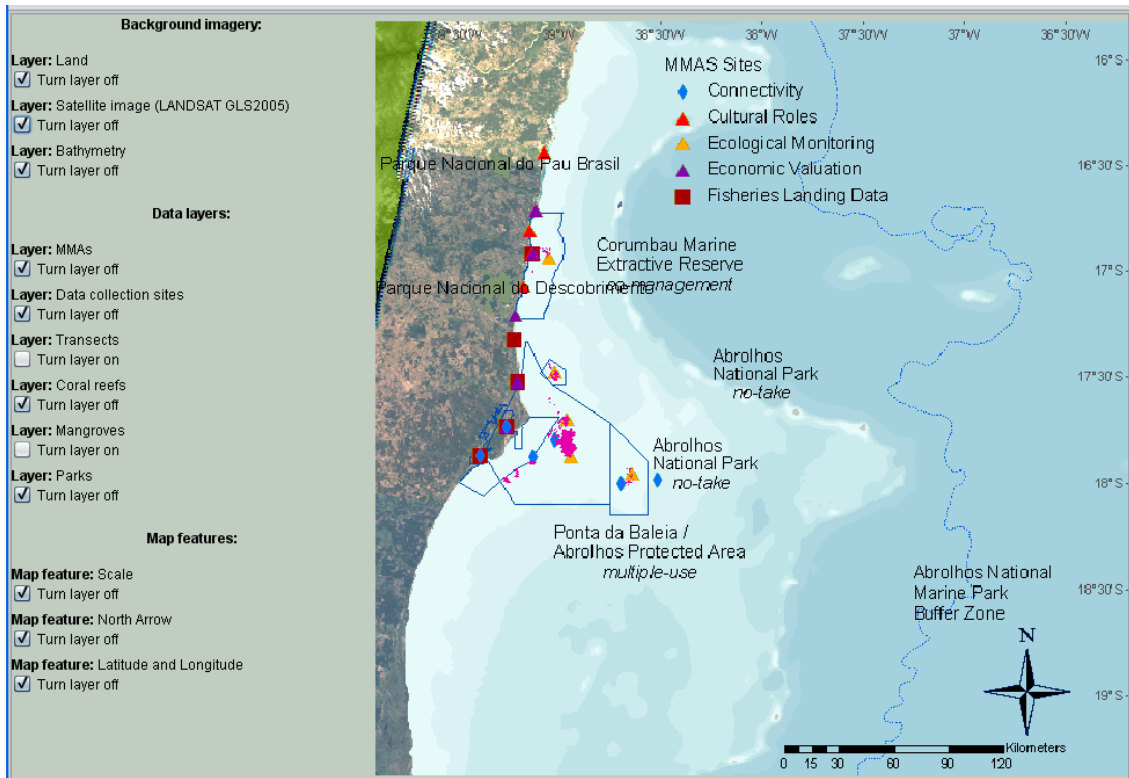 Background imagery:
Layer: Land
Turn layer off
Layer: Satellite image (LANDSAT GLS2005)
Turn layer off
Layer: Bathymetry
Turn layer off
Data layers:
Layer: MMAs
Turn layer off
Layer: Data collection sites
Turn layer off
Layer: Transects
Turn layer on
Layer: Coral reefs
Turn layer off
Layer: Mangroves
Turn layer on
Layer: Parks
Turn layer off
Map features:
Map feature: Scale
Turn layer off
Map feature: North Arrow
Turn layer off
Map feature: Latitude and Longitude
Turn layer off
39°30'W 39°W 38°30'W 38°W 37°30'W 37°W 36°30'W
16°S
16°30'S
17°S
17°30'S
18°S
18°30'S
19°S
MMAS Sites
Connectivity
Cultural Roles
Ecological Monitoring
Economic Valuation
Fisheries Landing Data
Parque Nacional do Pau Brasil
Corumbau Marine
Extractive Reserve
co-management
Parque Nacional do Descobrimento
Abrolhos
National Park
no-take
Abrolhos
National Park
no-take
Ponta da Baleia /
Abrolhos Protected Area
multiple-use
Abrolhos National
Marine Park
Buffer Zone
N
Kilometers
0 15 30 60 90 120